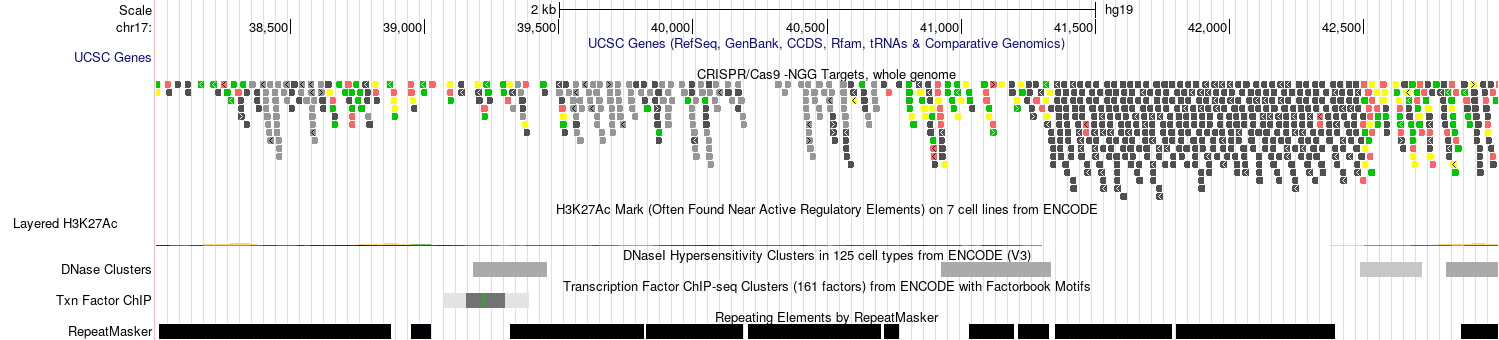 Scale 2 kb hg19
chr17: 38,500 39,000 39,500 40,000 40,500 41,000 41,500 42,000 42,500
UCSC Genes (RefSeq, GenBank, CCDS, Rfam, tRNAs & Comparative Genomics)
UCSC Genes
CRISPR/Cas9 -NGG Targets, whole genome
H3K27Ac Mark (Often Found Near Active Regulatory Elements) on 7 cell lines from ENCODE
Layered H3K27Ac
DNaseI Hypersensitivity Clusters in 125 cell types from ENCODE (V3)
DNase Clusters
Transcription Factor ChIP-seq Clusters (161 factors) from ENCODE with Factorbook Motifs
Txn Factor ChIP
Repeating Elements by RepeatMasker
RepeatMasker